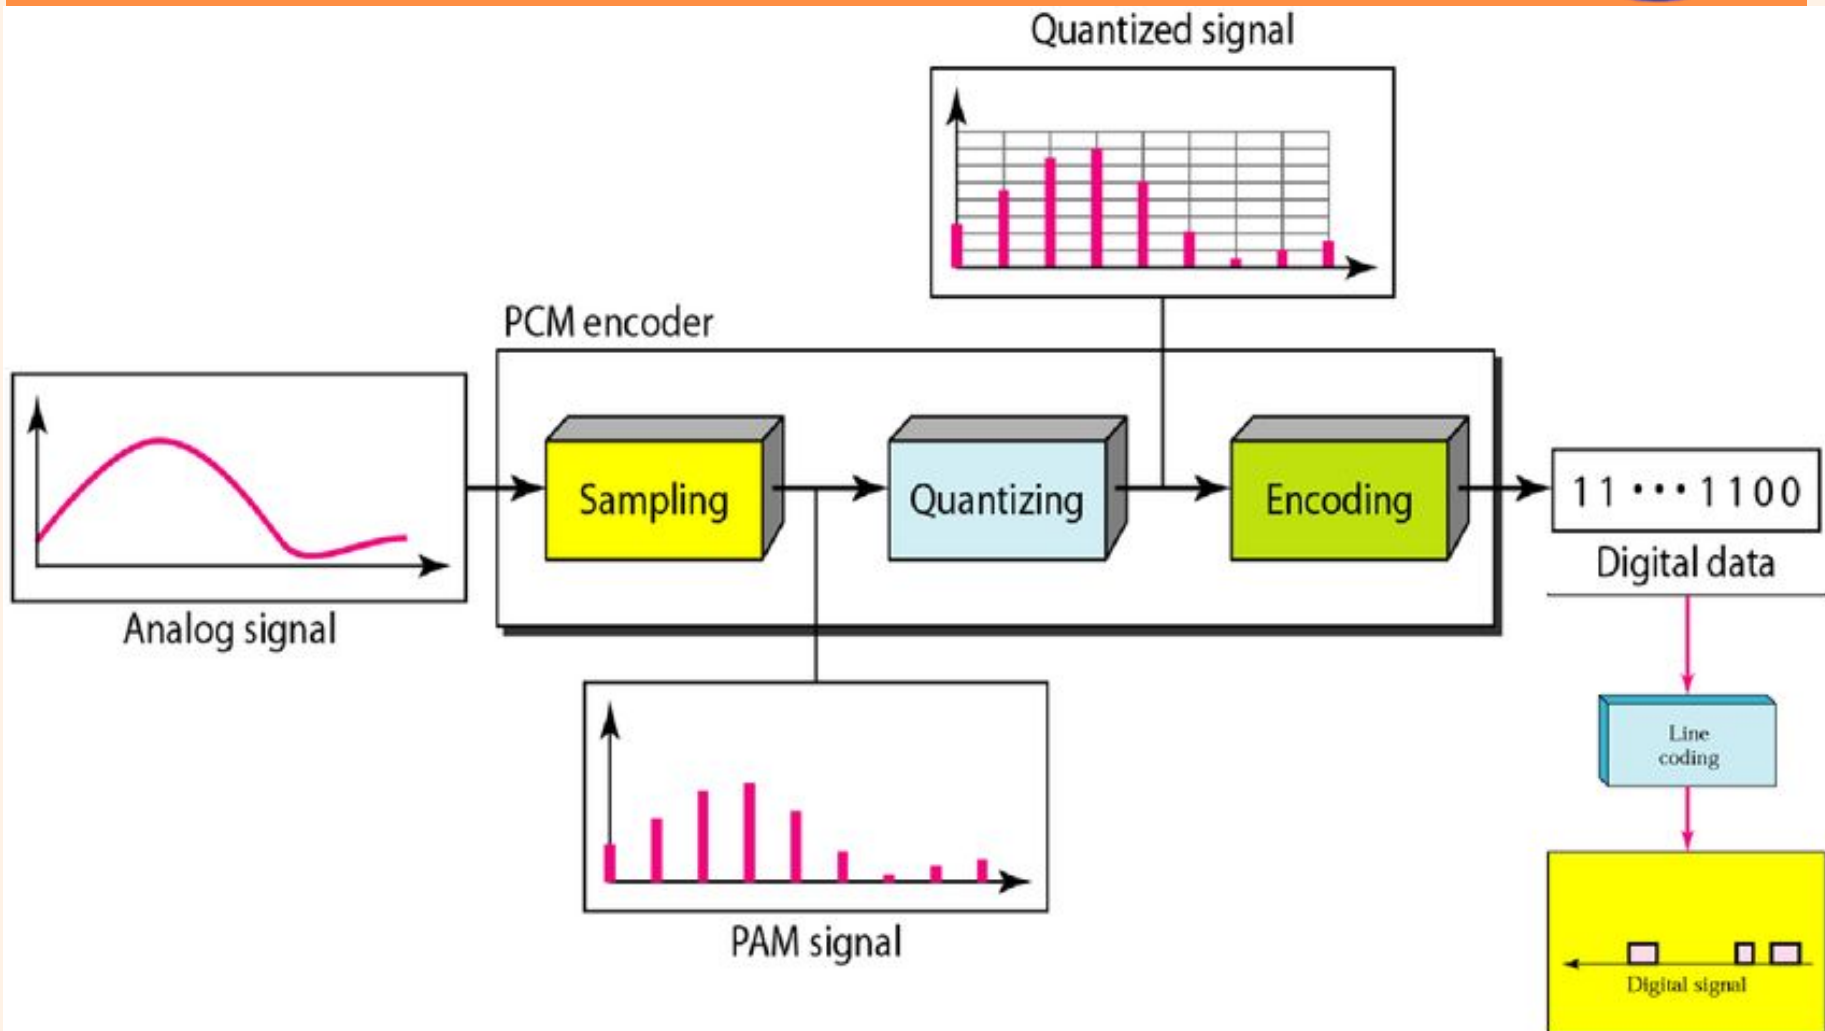 Quantized signal
PCM encoder
Analog signal
Sampling
Quantizing
Encoding
11 ··· 1100
Digital data
PAM signal
Line
coding
Digital signal